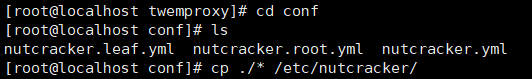 [root@localhost twemproxy]# cd conf
[root@localhost conf]# ls
nutcracker.leaf.yml  nutcracker.root.yml  nutcracker.yml
[root@localhost conf]# cp ./* /etc/nutcracker/